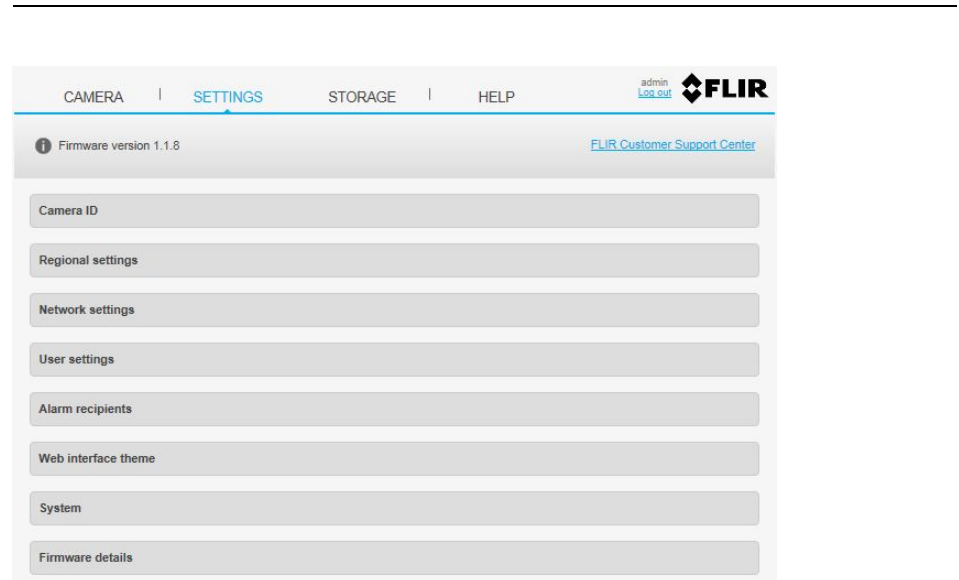 CAMERA | SETTINGS STORAGE | HELP
admin
Log out
FLIR
Firmware version 1.1.8
FLIR Customer Support Center
Camera ID
Regional settings
Network settings
User settings
Alarm recipients
Web interface theme
System
Firmware details